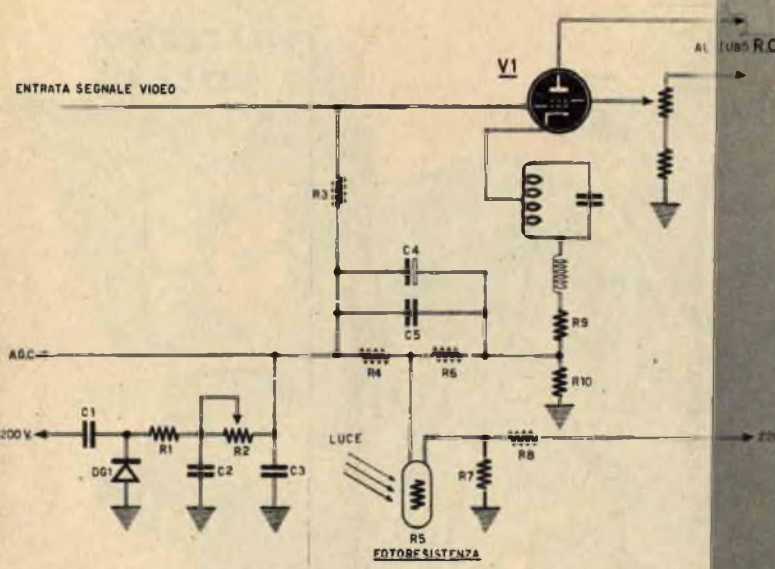 V1
AL TUBO R.C
ENTRATA SEGNALE VIDEO
R3
C4
C5
R9
A.G.C.
R4
R6
R10
200 V.
C1
R1
R2
LUCE
R8
DG1
C2
C3
R7
R5
FOTORESISTENZA